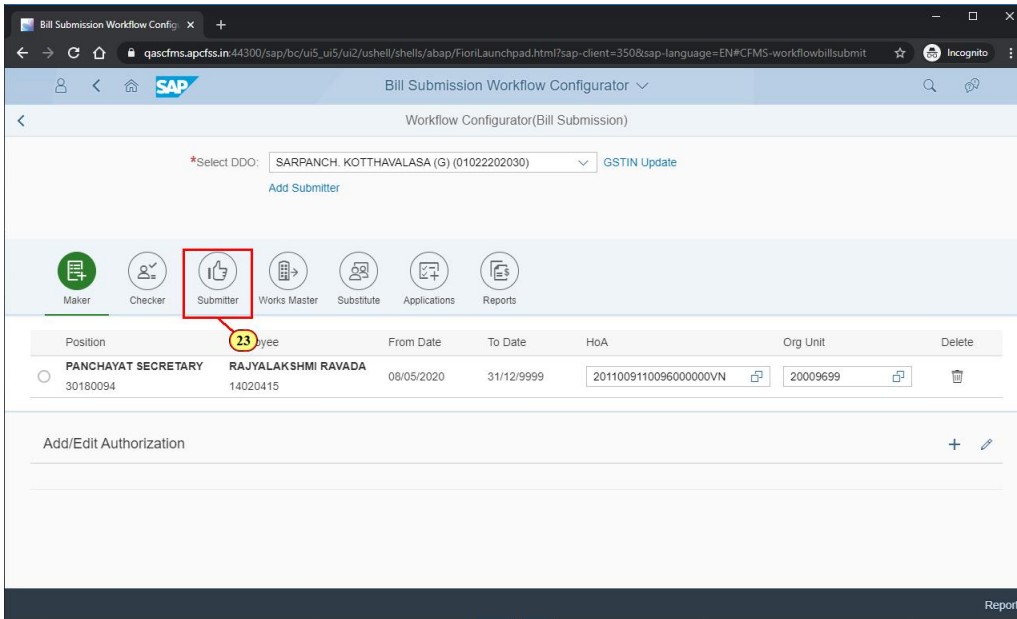 Bill Submission Workflow Config
qascfms.apcfss.in:44300/sap/bc/ui5_ui5/ui2/ushell/shells/abap/FioriLaunchpad.html?sap-client=350&sap-language=EN#CFMS-workflowbillsubmit
Incognito
SAP
Bill Submission Workflow Configurator
Workflow Configurator(Bill Submission)
*Select DDO: SARPANCH. KOTTHAVALASA (G) (01022202030) GSTIN Update
Add Submitter
Maker Checker Submitter Works Master Substitute Applications Reports
23
Position yee From Date To Date HoA Org Unit Delete
PANCHAYAT SECRETARY RAJYALAKSHMI RAVADA
30180094 14020415 08/05/2020 31/12/9999 2011009110096000000VN 20009699
Add/Edit Authorization
Report